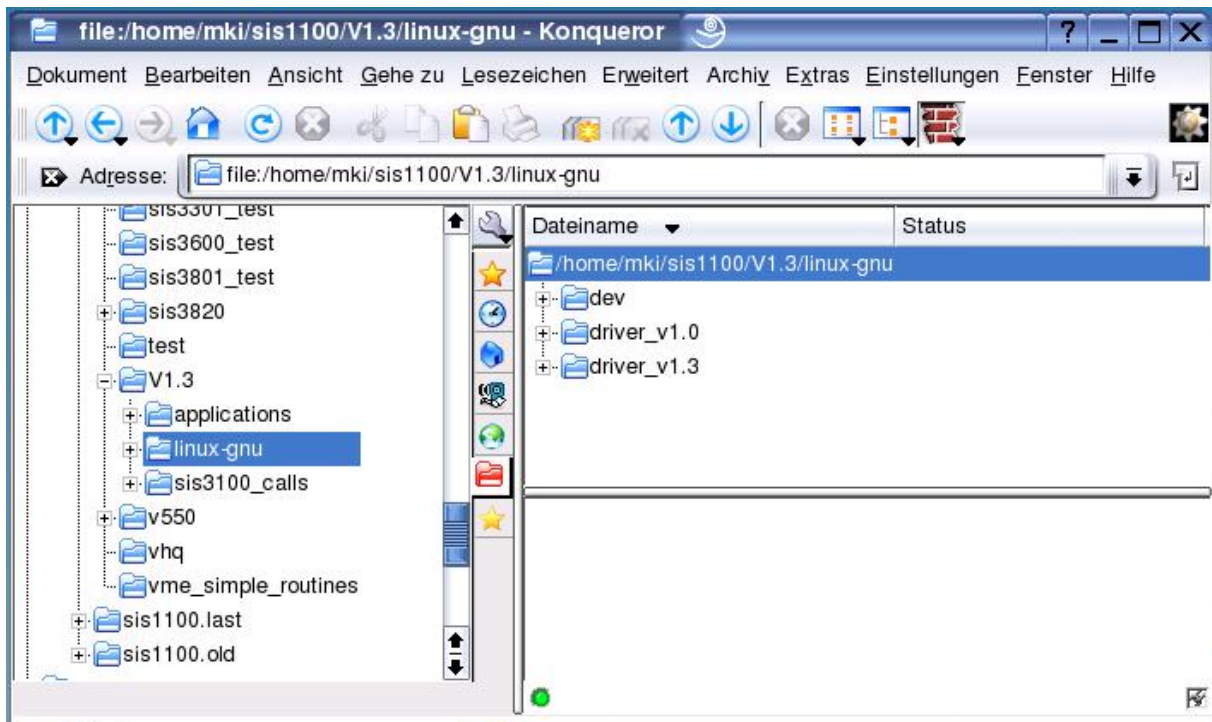 file:/home/mki/sis1100/V1.3/linux-gnu - Konqueror
Dokument Bearbeiten Ansicht Gehe zu Lesezeichen Erweitert Archiv Extras Einstellungen Fenster Hilfe
Adresse: file:/home/mki/sis1100/V1.3/linux-gnu
sis3301_test
sis3600_test
sis3801_test
sis3820
test
V1.3
applications
linux-gnu
sis3100_calls
v550
vhq
vme_simple_routines
sis1100.last
sis1100.old
Dateiname Status
/home/mki/sis1100/V1.3/linux-gnu
dev
driver_v1.0
driver_v1.3